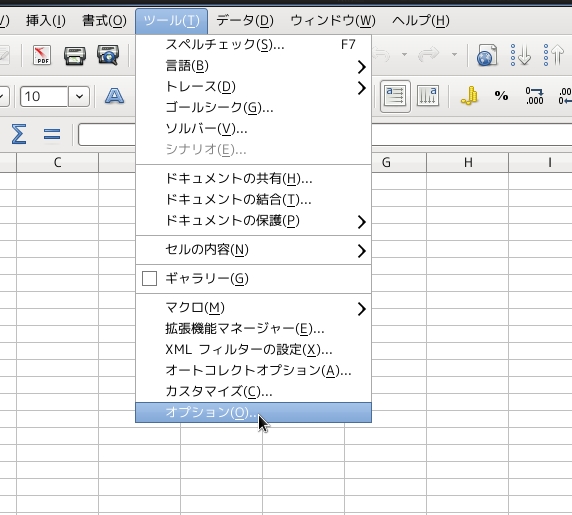 挿入(I) 書式(O) ツール(T) データ(D) ウィンドウ(W) ヘルプ(H)
スペルチェック(S)... F7
言語(B)
トレース(D)
ゴールシーク(G)...
ソルバー(V)...
シナリオ(E)...
ドキュメントの共有(H)...
ドキュメントの結合(T)...
ドキュメントの保護(P)
セルの内容(N)
ギャラリー(G)
マクロ(M)
拡張機能マネージャー(E)...
XML フィルターの設定(X)...
オートコレクトオプション(A)...
カスタマイズ(C)...
オプション(O)...
PDF
10 A % 0.000
Σ =
C G H I